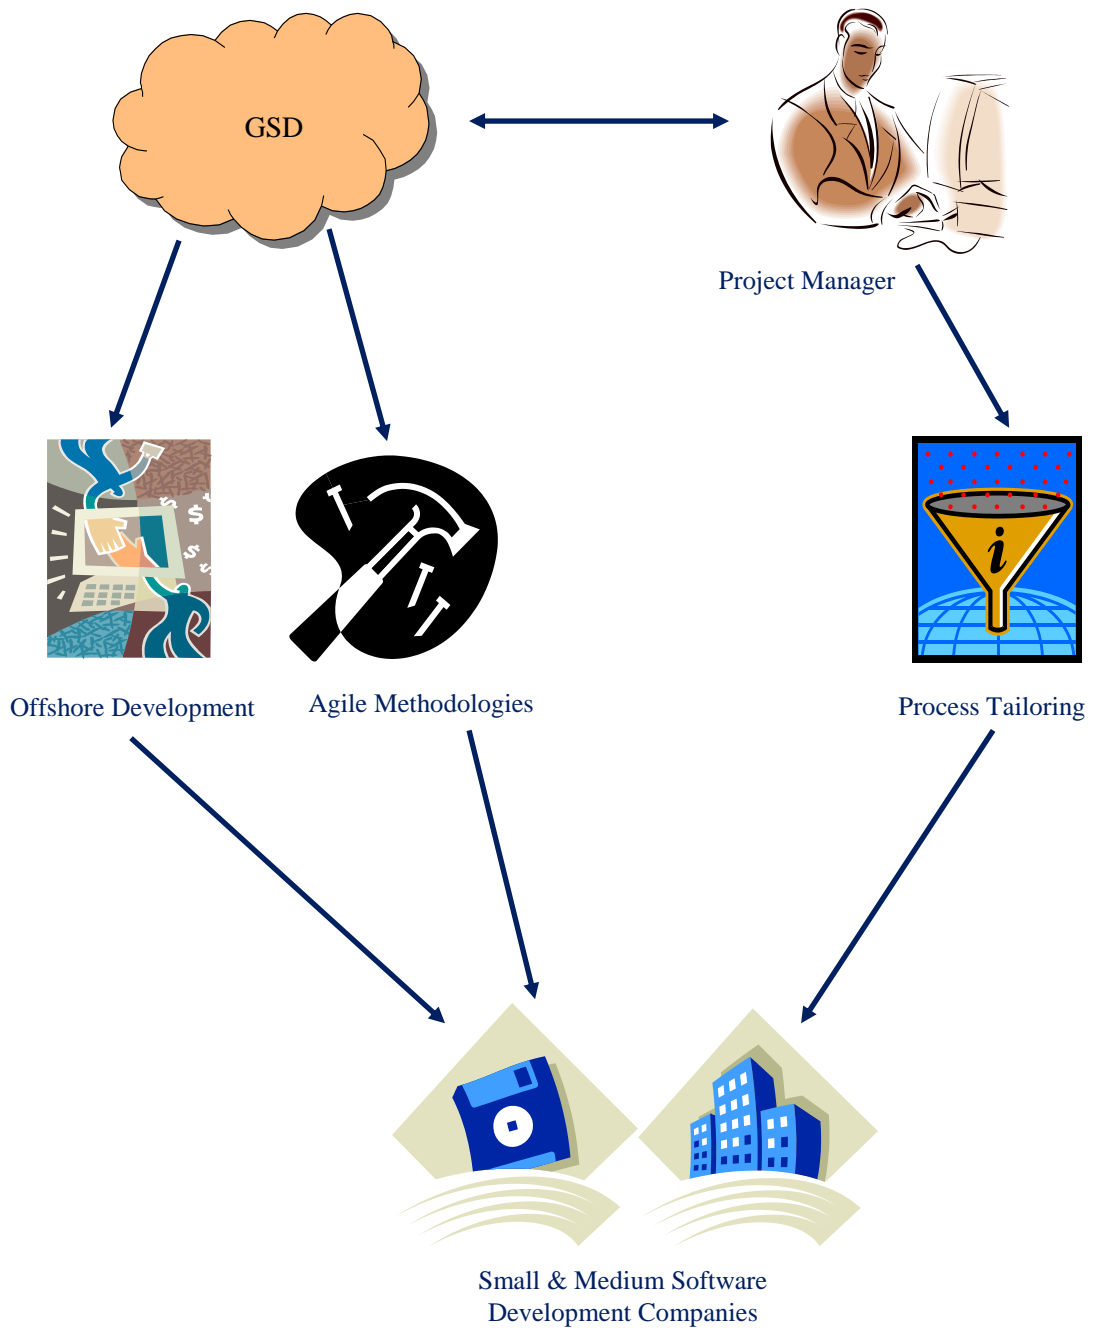 GSD
Project Manager
$
$
$
$
i
Offshore Development
Agile Methodologies
Process Tailoring
Small & Medium Software
Development Companies